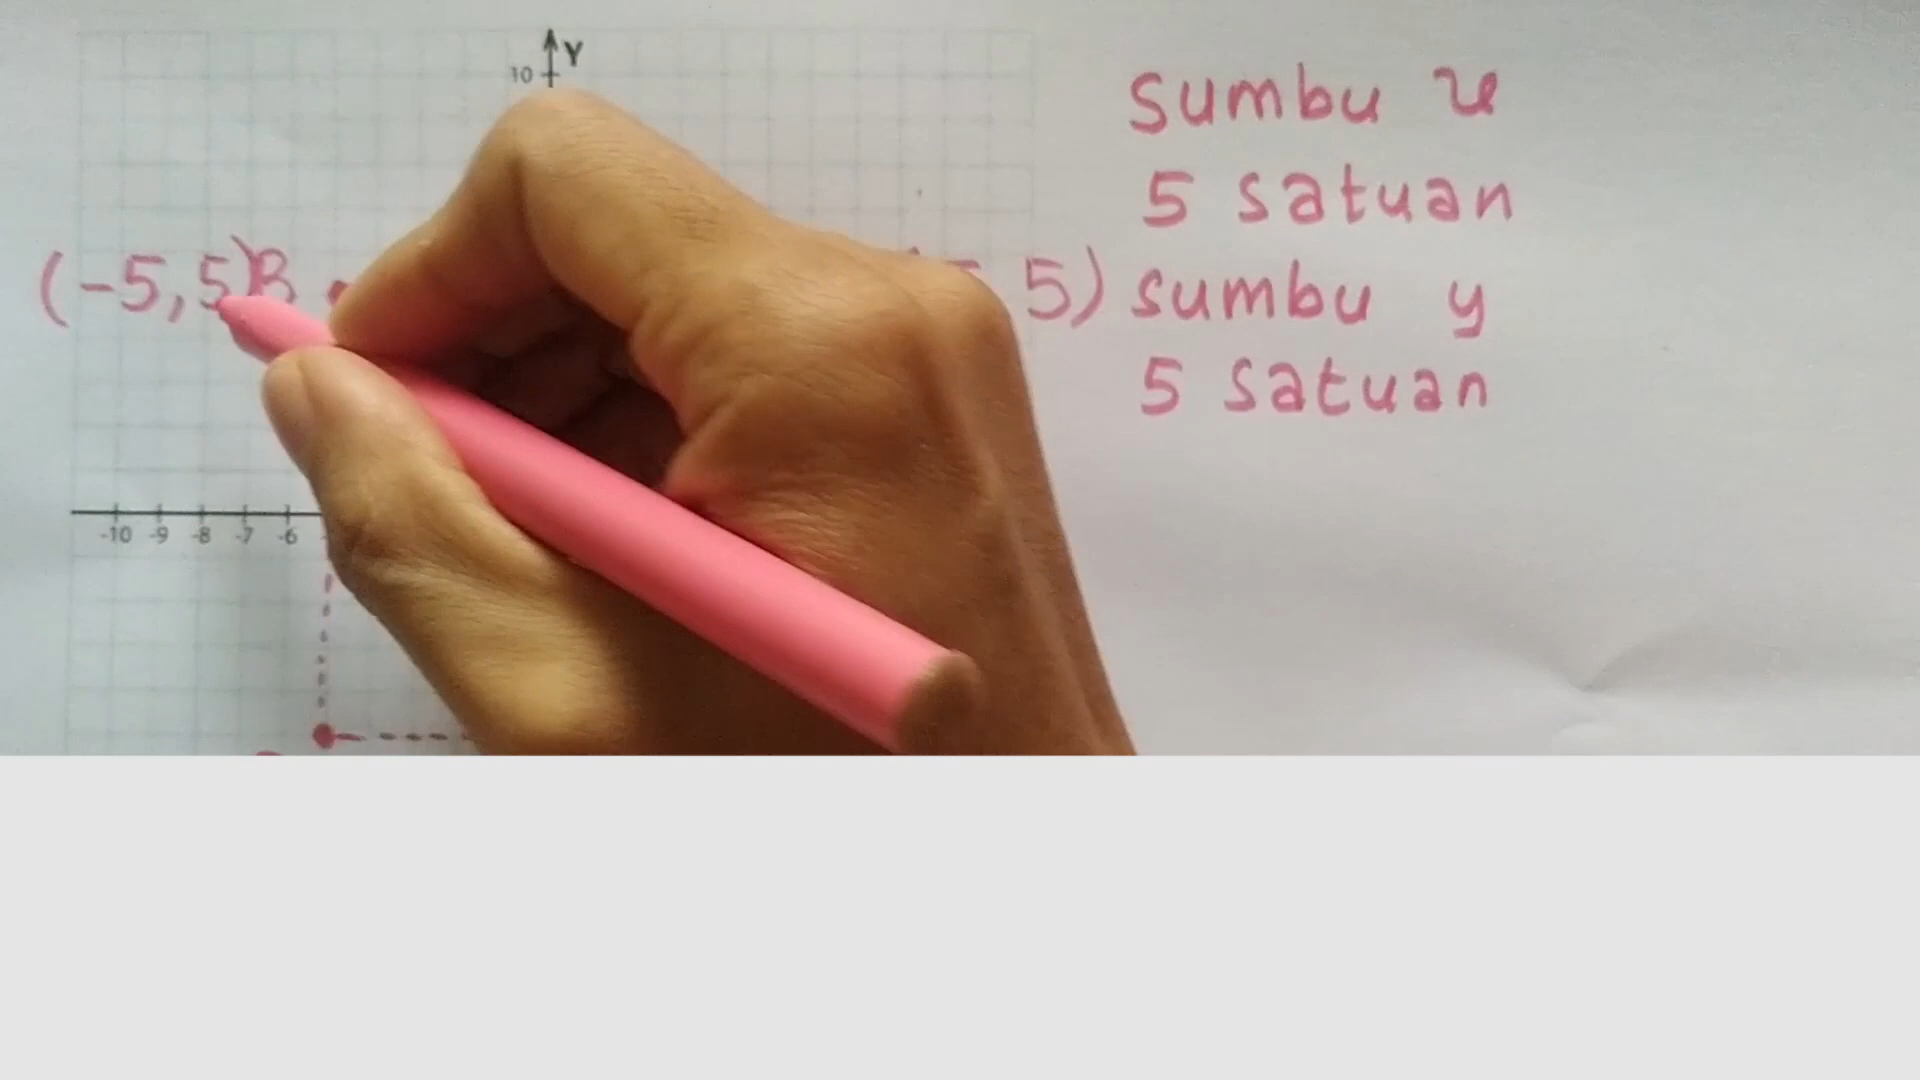 Y
10
sumbu x
5 satuan
(-5,5)B
5) sumbu y
5 satuan
-10 -9 -8 -7 -6